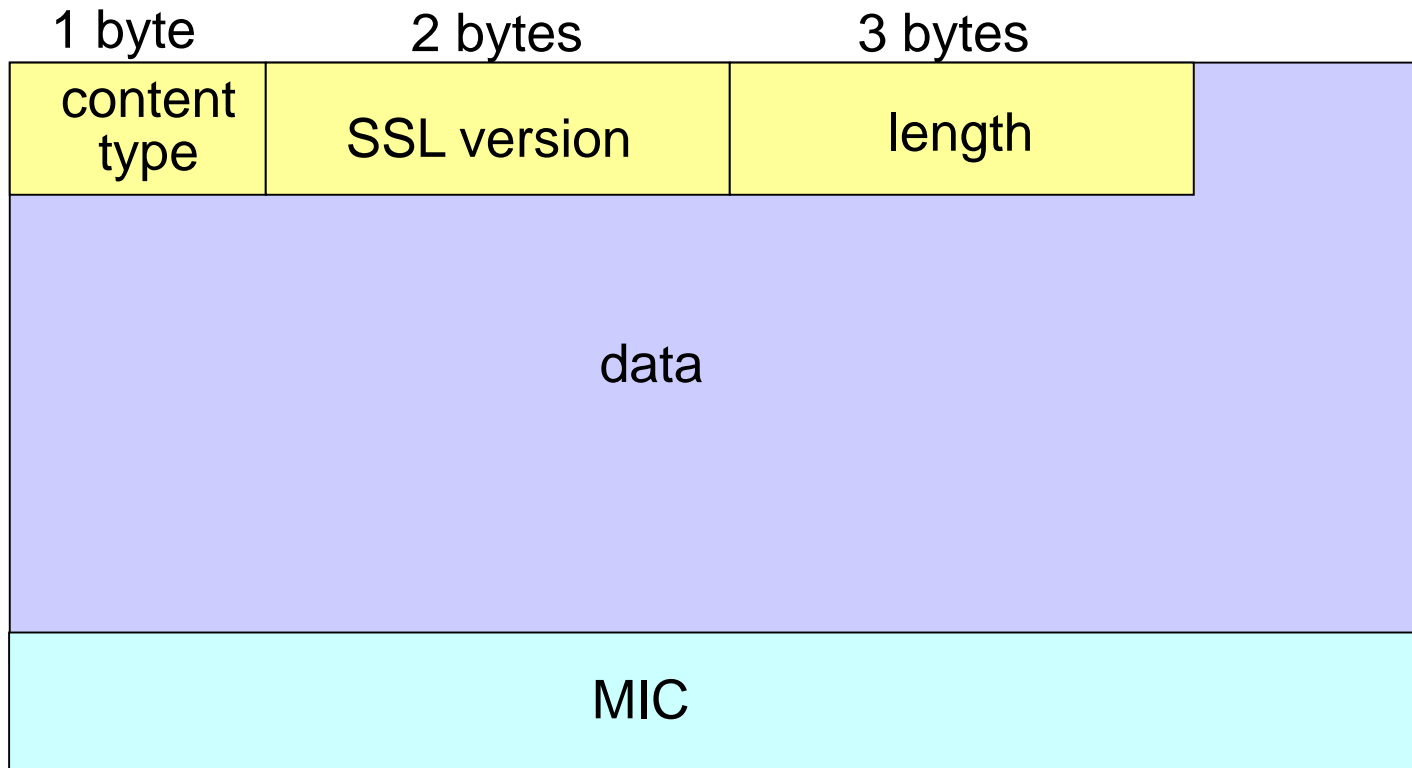 1 byte
2 bytes
3 bytes
content
type
SSL version
length
data
MIC